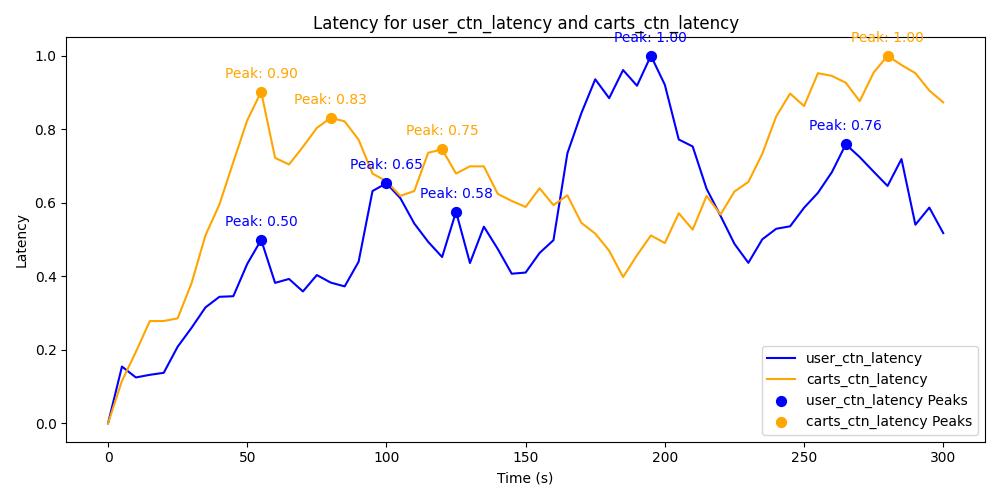 Latency for user_ctn_latency and carts_ctn_latency
Peak: 1.00
Peak: 1.00
Peak: 0.90
Peak: 0.83
Peak: 0.75
Peak: 0.76
Peak: 0.65
Peak: 0.58
Peak: 0.50
Latency
1.0
0.8
0.6
0.4
0.2
0.0
user_ctn_latency
carts_ctn_latency
user_ctn_latency Peaks
carts_ctn_latency Peaks
0 50 100 150 200 250 300
Time (s)